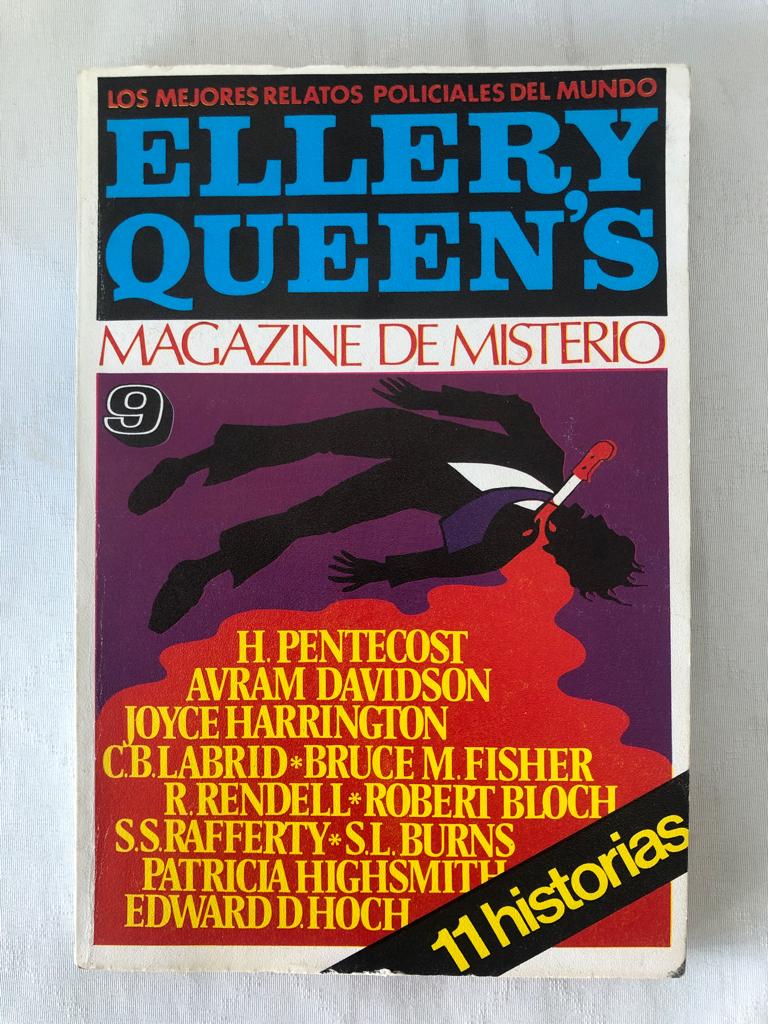 LOS MEJORES RELATOS POLICIALES DEL MUNDO
ELLERY
QUEEN'S
MAGAZINE DE MISTERIO
9
H. PENTECOST
AVRAM DAVIDSON
JOYCE HARRINGTON
C.B.LABRID*BRUCE M.FISHER
R.RENDELL*ROBERT BLOCH
S.S.RAFFERTY*S.L.BURNS
PATRICIA HIGHSMITH
EDWARD D.HOCH
11 historias